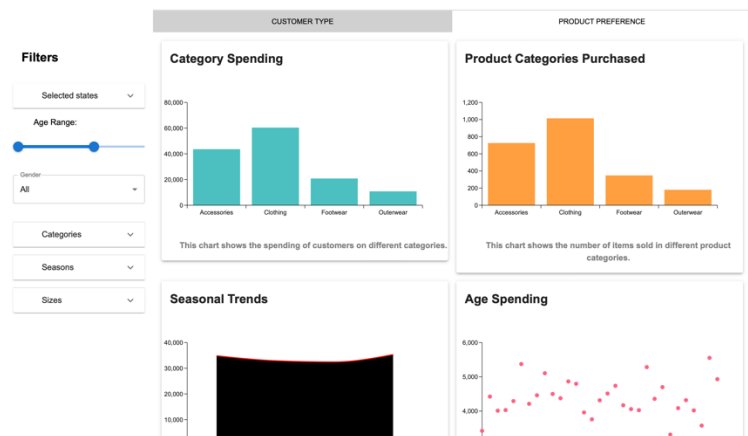 CUSTOMER TYPE
PRODUCT PREFERENCE
Filters
Selected states
Age Range:
Gender
All
Categories
Seasons
Sizes
Category Spending
80,000
60,000
40,000
20,000
0
Accessories Clothing Footwear Outerwear
This chart shows the spending of customers on different categories.
Product Categories Purchased
1,200
1,000
800
600
400
200
0
Accessories Clothing Footwear Outerwear
This chart shows the number of items sold in different product
categories.
Seasonal Trends
40,000
30,000
20,000
10,000
Age Spending
6,000
5,000
4,000